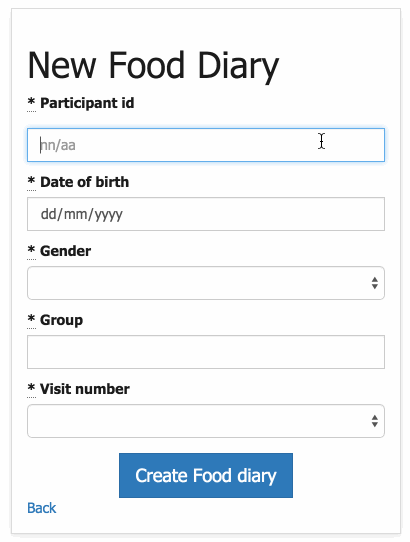 New Food Diary
* Participant id
nn/aa
* Date of birth
dd/mm/yyyy
* Gender
* Group
* Visit number
Create Food diary
Back